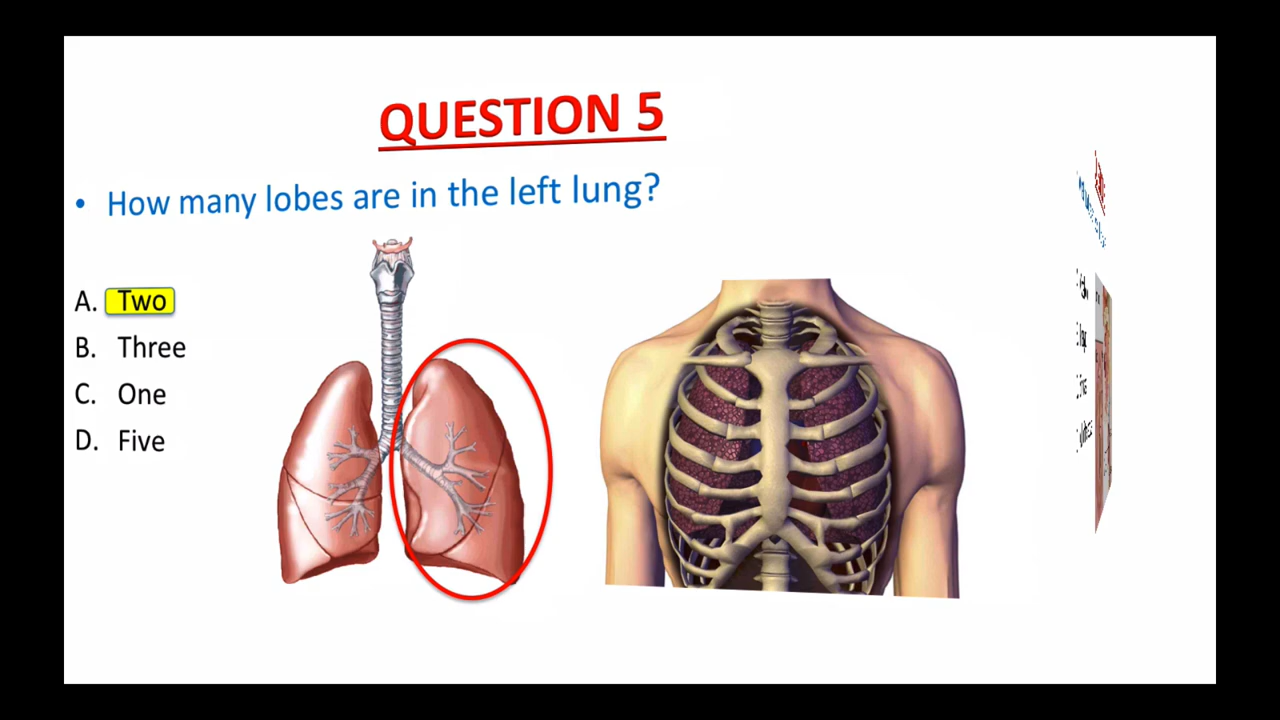 QUESTION 5
• How many lobes are in the left lung?
A. Two
B. Three
C. One
D. Five